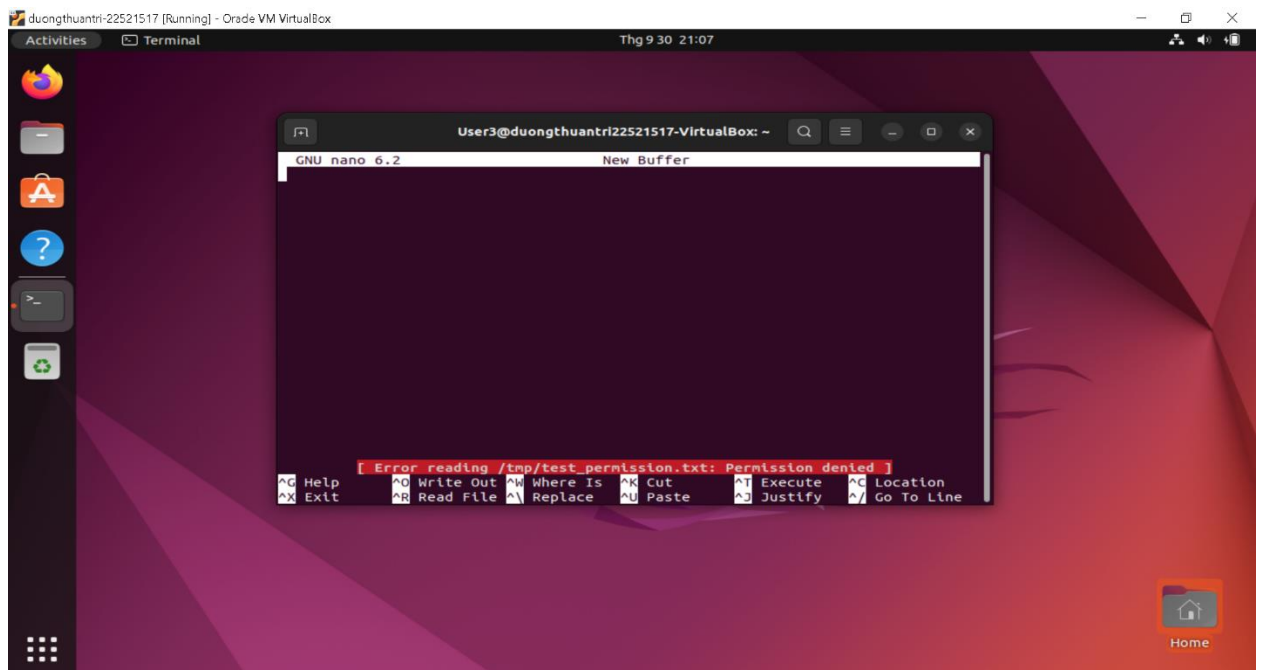 duongthuantri-22521517 [Running] - Oracle VM VirtualBox
Activities Terminal Thg 9 30 21:07
User3@duongthuantri22521517-VirtualBox: ~
GNU nano 6.2 New Buffer
[ Error reading /tmp/test_permission.txt: Permission denied ]
^G Help ^O Write Out ^W Where Is ^K Cut ^T Execute ^C Location
^X Exit ^R Read File ^\ Replace ^U Paste ^J Justify ^/ Go To Line
Home